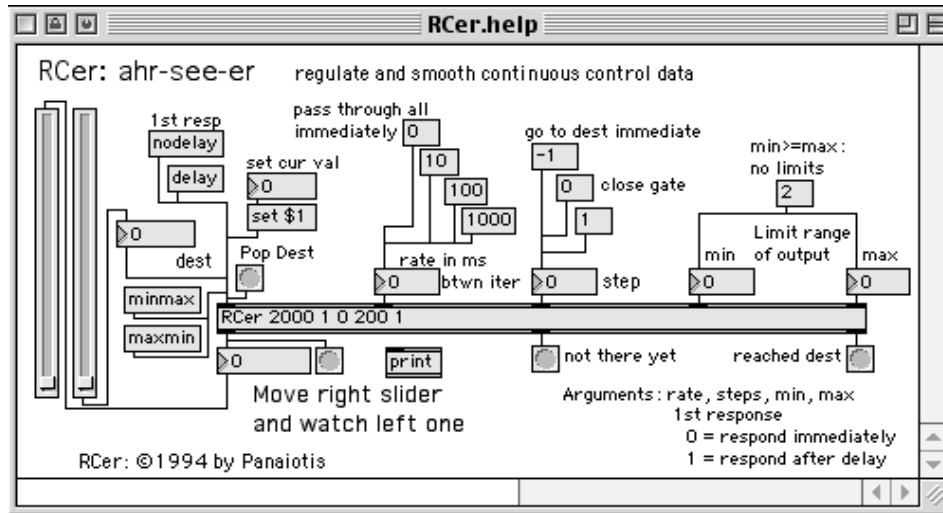 RCer.help
RCer: ahr-see-er
regulate and smooth continuous control data
1st resp
nodelay
delay
set cur val
0
set $1
pass through all
immediately
0
10
100
1000
go to dest immediate
-1
0
close gate
1
min>=max:
no limits
2
0
dest
Pop Dest
rate in ms
0
btwn iter
0
step
Limit range
min
of output
max
0
0
minmax
maxmin
RCer 2000 1 0 200 1
0
print
not there yet
reached dest
Move right slider
and watch left one
Arguments: rate, steps, min, max
1st response
0 = respond immediately
1 = respond after delay
RCer: ©1994 by Panaiotis